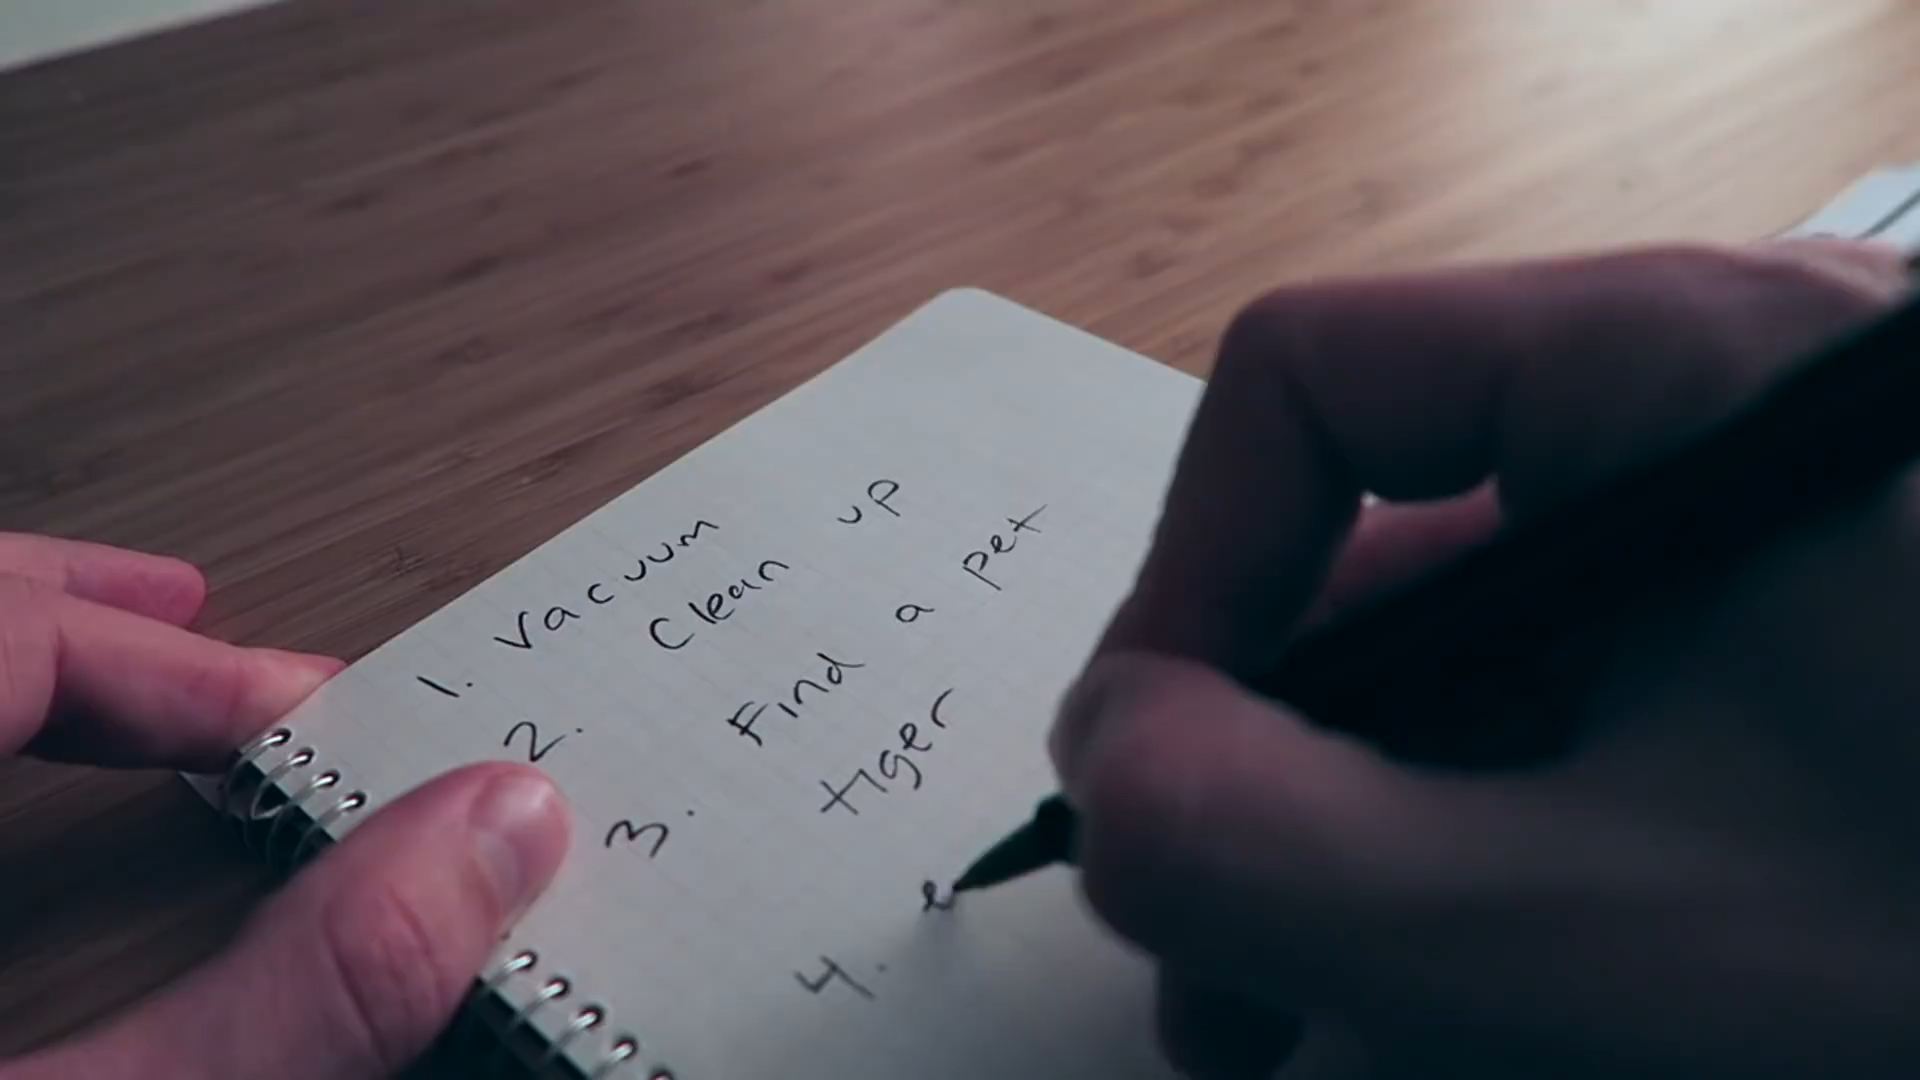 1. Vacuum
2. Clean up
3. Find a pet
tiger
4. e